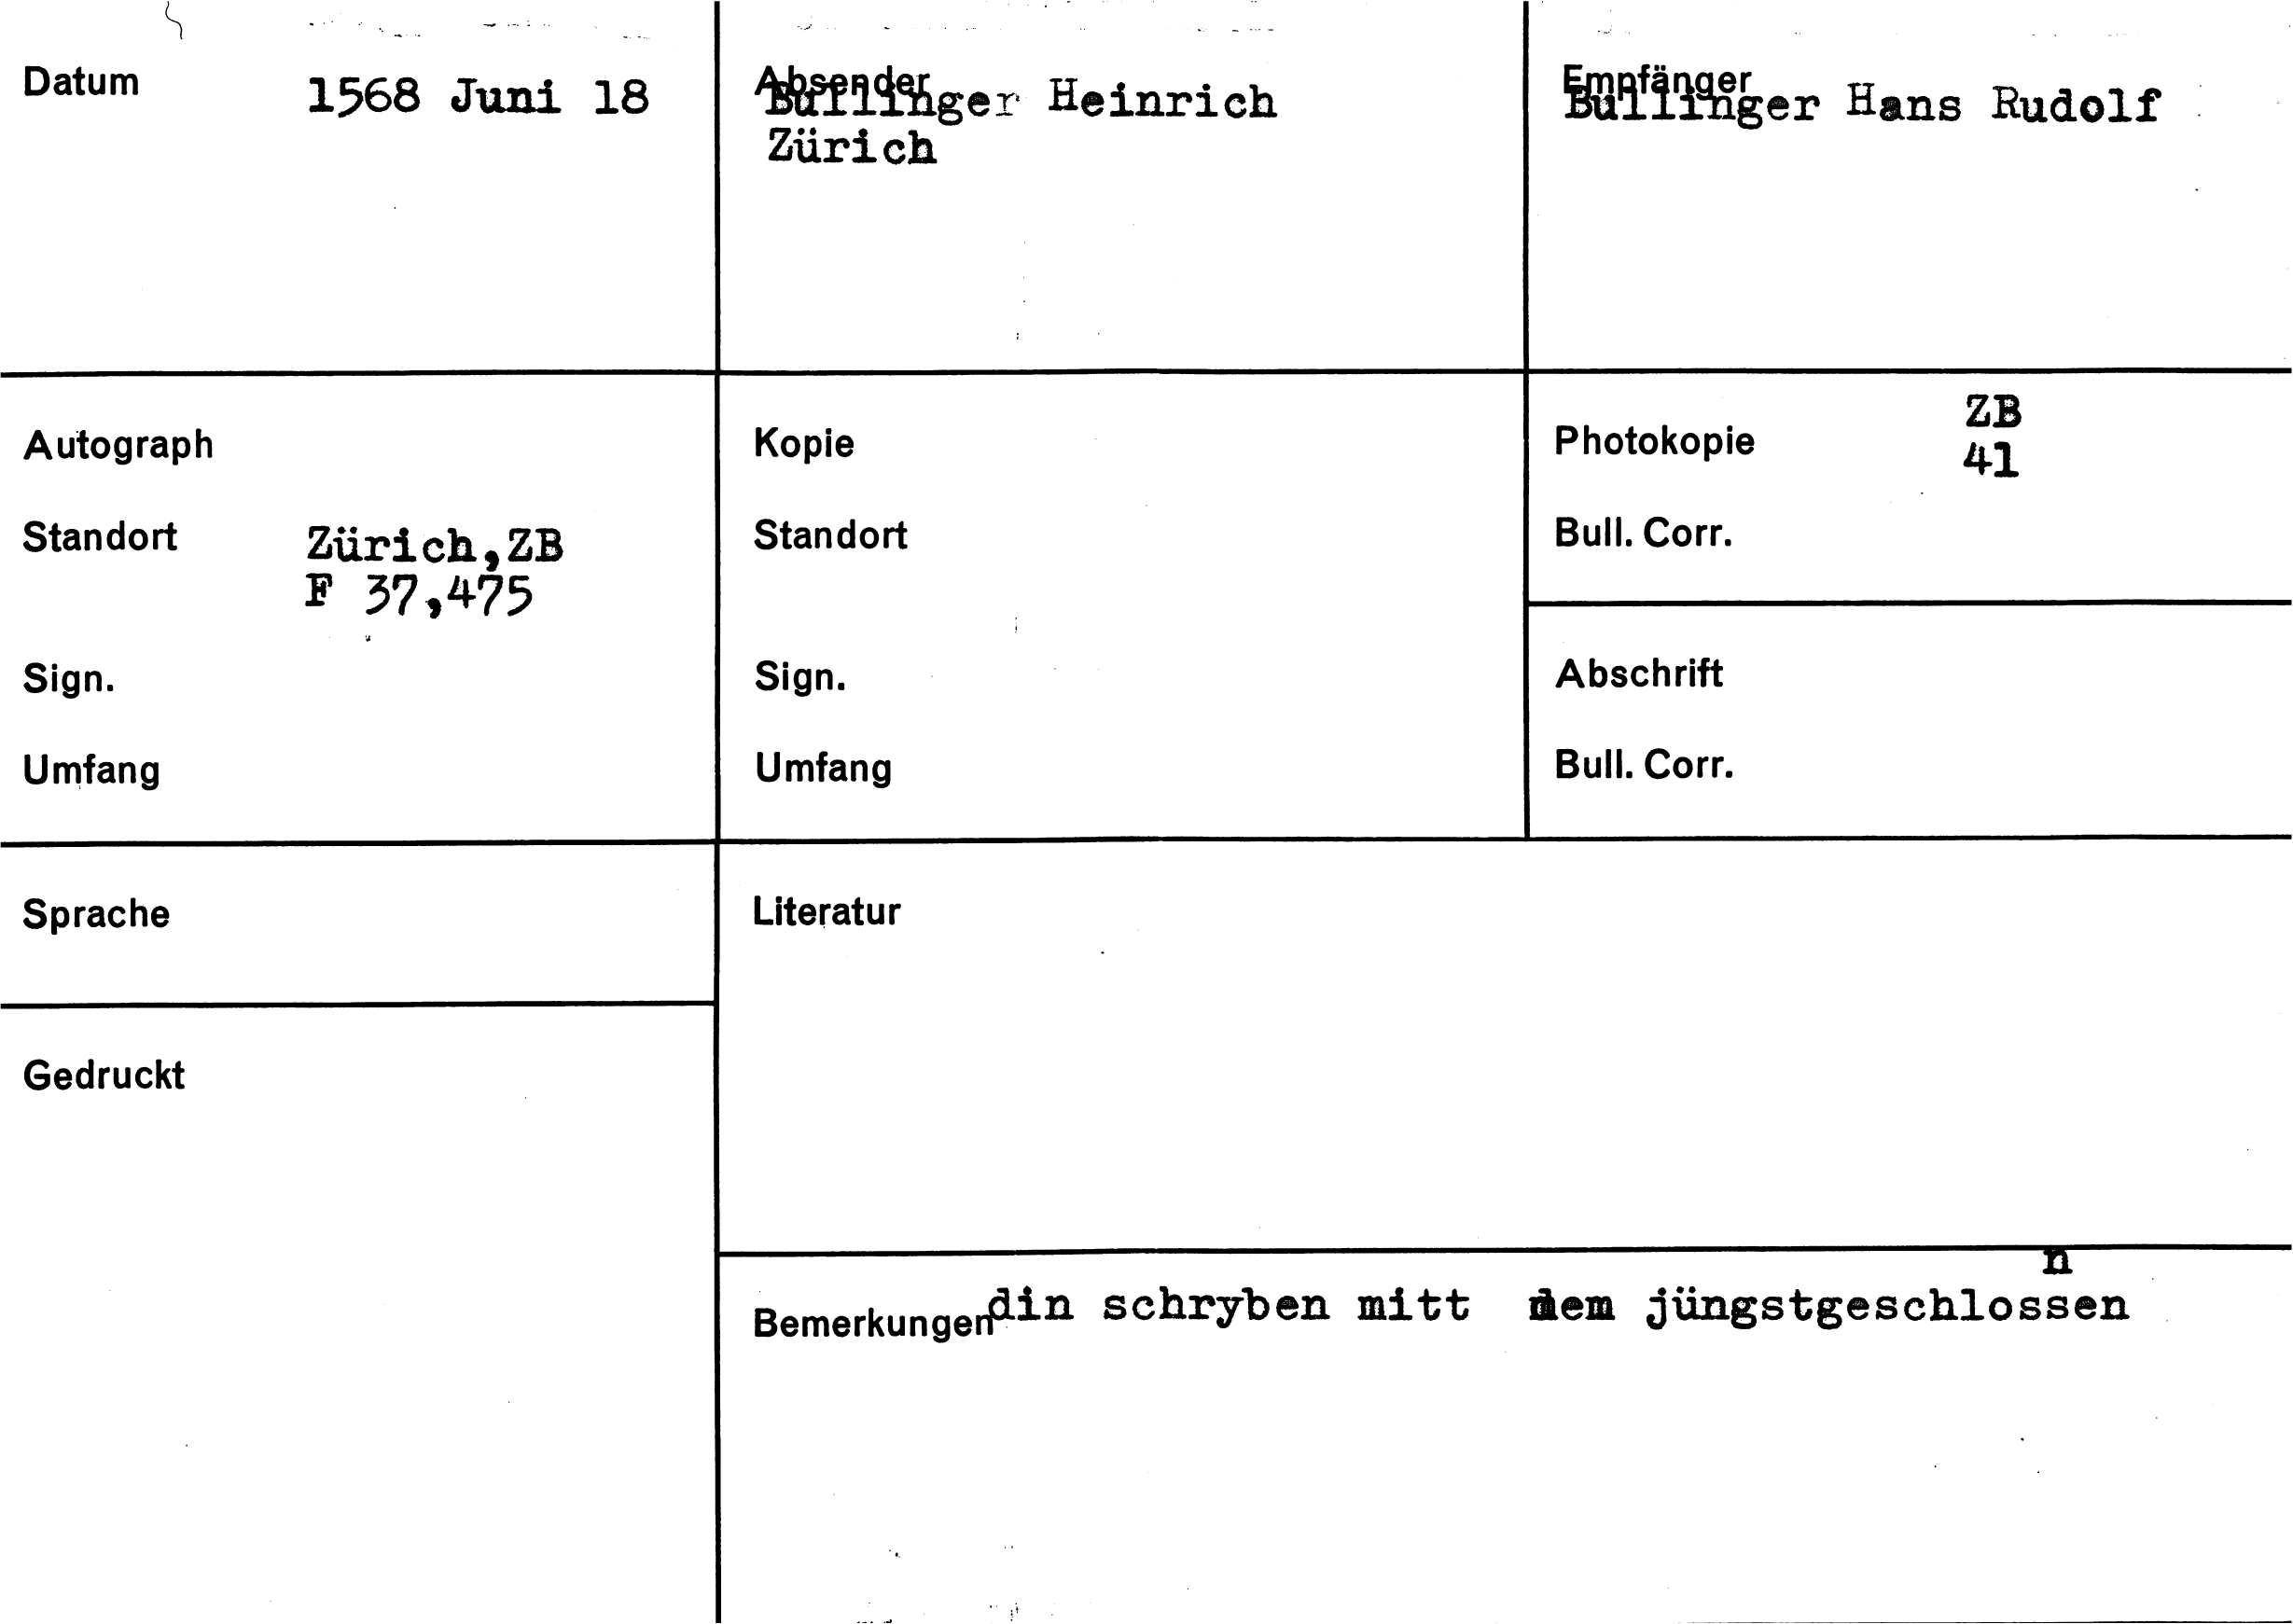 Datum 1568 Juni 18
Absender
Bullinger Heinrich
Zürich
Empfänger
Bullinger Hans Rudolf
Autograph
Standort Zürich,ZB
F 37,475
Sign.
Umfang
Kopie
Standort
Sign.
Umfang
Photokopie ZB
41
Bull. Corr.
Abschrift
Bull. Corr.
Sprache
Gedruckt
Literatur
n
Bemerkungen din schryben mitt dem jüngstgeschlossen